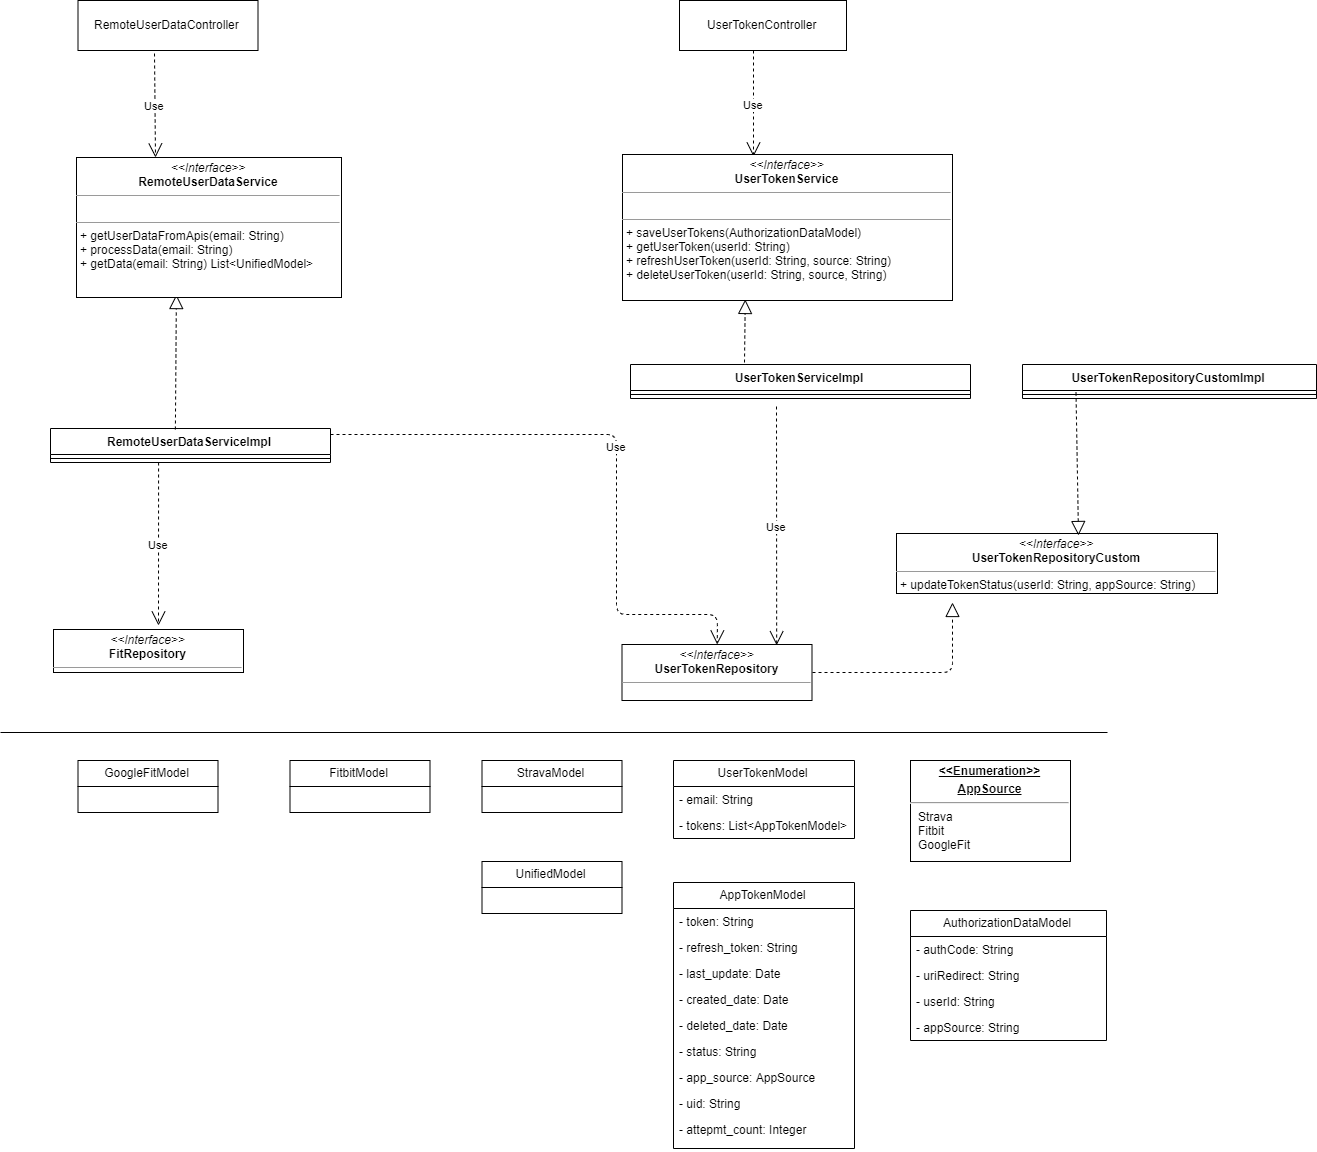 RemoteUserDataController
UserTokenController
Use
Use
<<Interface>>
RemoteUserDataService
+ getUserDataFromApis(email: String)
+ processData(email: String)
+ getData(email: String) List<UnifiedModel>
<<Interface>>
UserTokenService
+ saveUserTokens(AuthorizationDataModel)
+ getUserToken(userId: String)
+ refreshUserToken(userId: String, source: String)
+ deleteUserToken(userId: String, source, String)
UserTokenServiceImpl
UserTokenRepositoryCustomImpl
RemoteUserDataServiceImpl
Use
Use
Use
<<Interface>>
UserTokenRepositoryCustom
+ updateTokenStatus(userId: String, appSource: String)
<<Interface>>
FitRepository
<<Interface>>
UserTokenRepository
GoogleFitModel
FitbitModel
StravaModel
UserTokenModel
- email: String
- tokens: List<AppTokenModel>
<<Enumeration>>
AppSource
Strava
Fitbit
GoogleFit
UnifiedModel
AppTokenModel
- token: String
- refresh_token: String
- last_update: Date
- created_date: Date
- deleted_date: Date
- status: String
- app_source: AppSource
- uid: String
- attepmt_count: Integer
AuthorizationDataModel
- authCode: String
- uriRedirect: String
- userId: String
- appSource: String